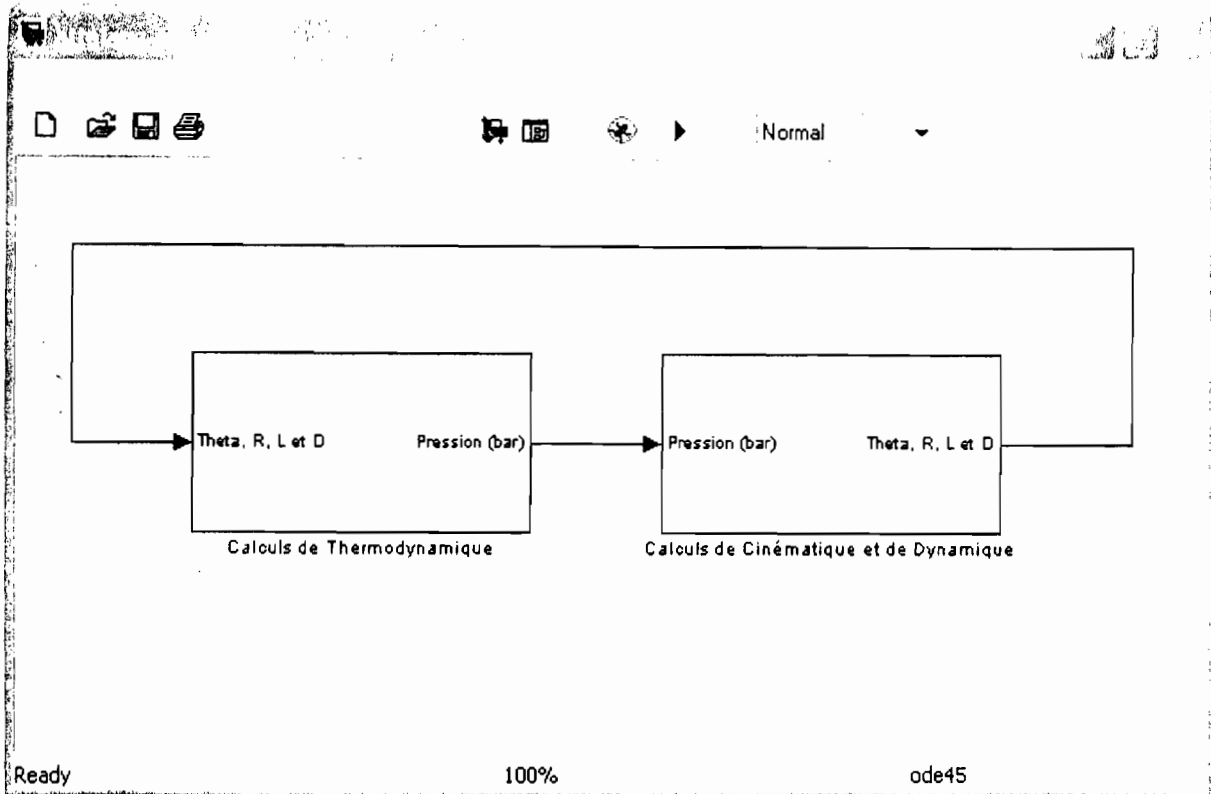 Normal
Theta, R, L et D Pression (bar) Pression (bar) Theta, R, L et D
Calculs de Thermodynamique Calculs de Cinématique et de Dynamique
Ready 100% ode45